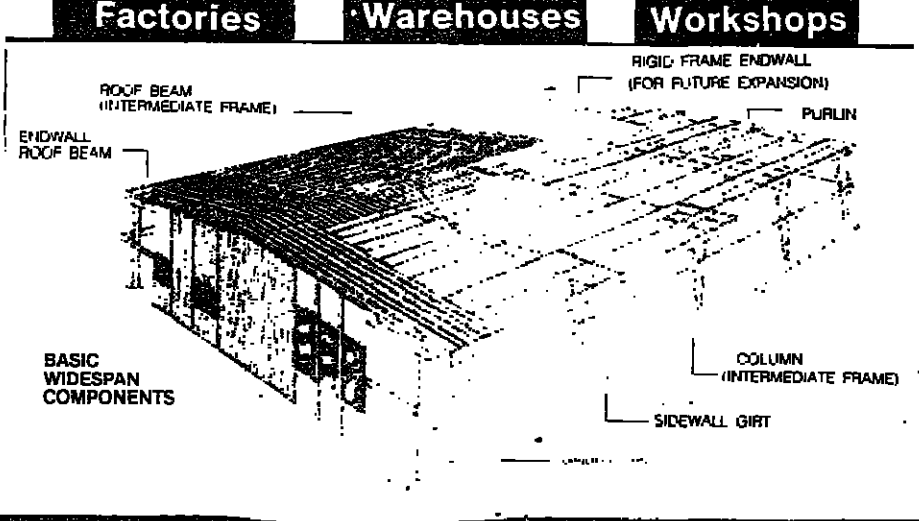 Factories Warehouses Workshops
RIGID FRAME ENDWALL
(FOR FUTURE EXPANSION)
ROOF BEAM
(INTERMEDIATE FRAME)
PURLIN
ENDWALL
ROOF BEAM
BASIC
WIDESPAN
COMPONENTS
COLUMN
(INTERMEDIATE FRAME)
SIDEWALL GIRT